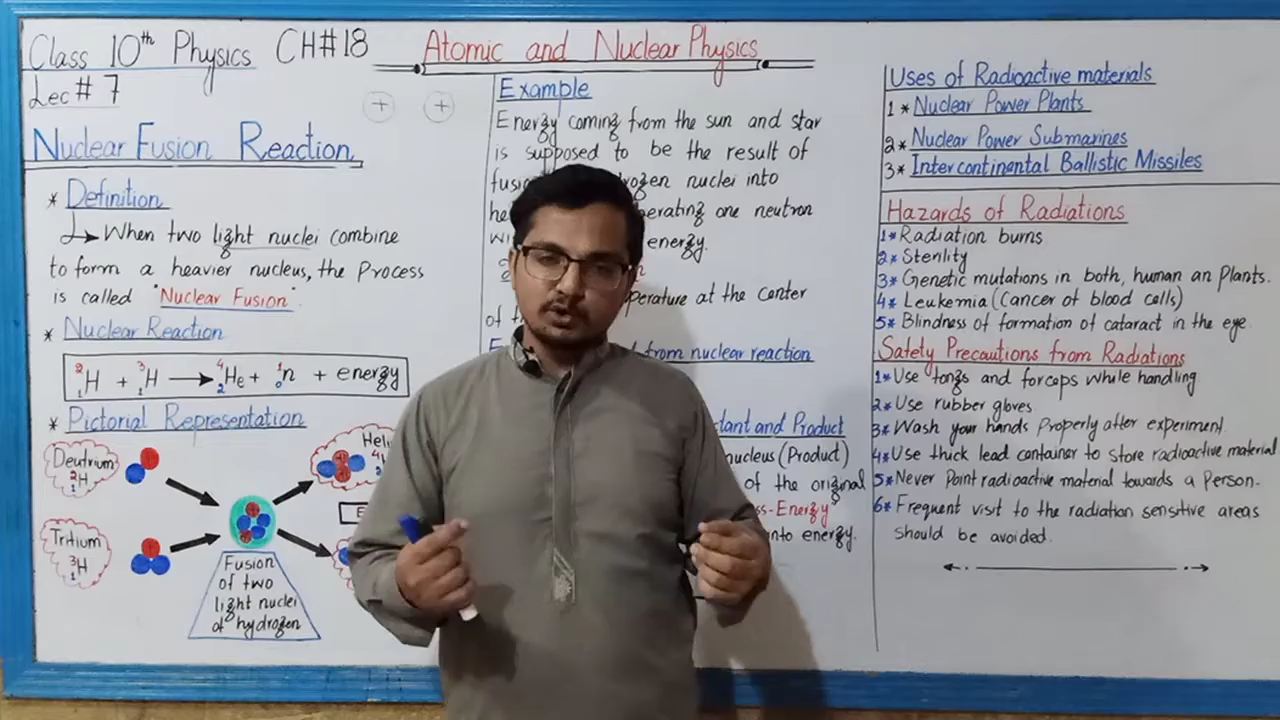 Class 10th Physics CH#18
Atomic and Nuclear Physics
Lec# 7
+ +
Nuclear Fusion Reaction
* Definition
When two light nuclei combine
to form a heavier nucleus, the Process
is called "Nuclear Fusion".
* Nuclear Reaction
²₁H + ³₁H → ⁴₂He + ¹₀n + energy
* Pictorial Representation
Deutrium
²₁H
Tritium
³₁H
Fusion
of two
light nuclei
of hydrogen
Example
Energy coming from the sun and star
is supposed to be the result of
nuclei into
one neutron
energy.
at the center
of
from nuclear reaction
and Product
nucleus (Product)
of the original
Energy
into energy.
Uses of Radioactive materials
1* Nuclear Power Plants
2* Nuclear Power Submarines
3* Intercontinental Ballistic Missiles
Hazards of Radiations
1* Radiation burns
2* Sterility
3* Genetic mutations in both, human an Plants.
4* Leukemia (Cancer of blood cells)
5* Blindness of formation of cataract in the eye
Safety Precautions from Radiations
1* Use tongs and forceps while handling
2* Use rubber gloves
3* Wash your hands Properly after experiment.
4* Use thick lead container to store radioactive material
5* Never Point radioactive material towards a Person.
6* Frequent visit to the radiation sensitive areas
should be avoided.